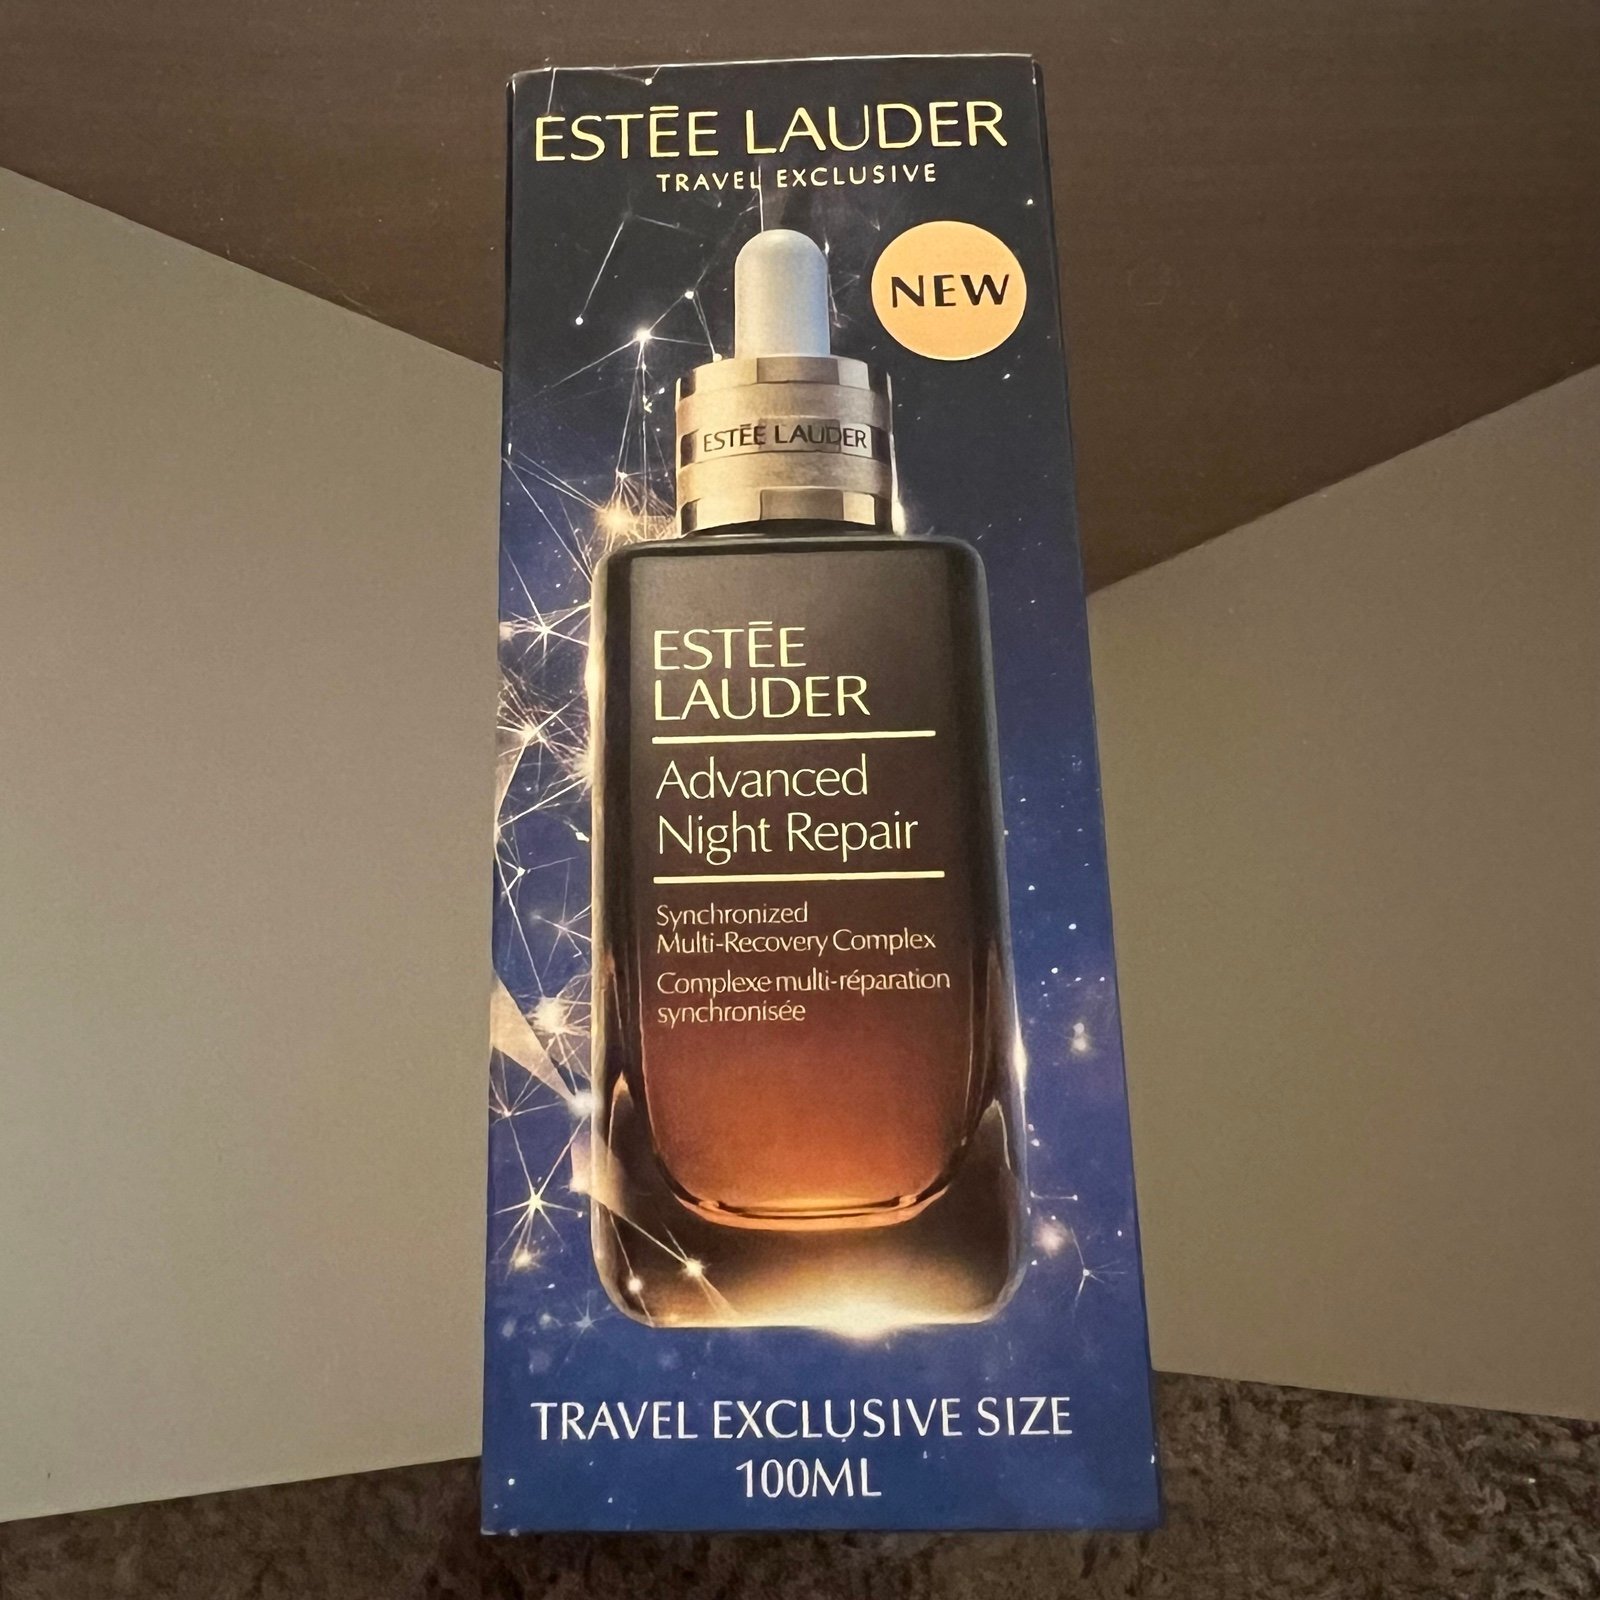 ESTĒE LAUDER
TRAVEL EXCLUSIVE
NEW
ESTĒE LAUDER
ESTĒE
LAUDER
Advanced
Night Repair
Synchronized
Multi-Recovery Complex
Complexe multi-réparation
synchronisée
TRAVEL EXCLUSIVE SIZE
100ML